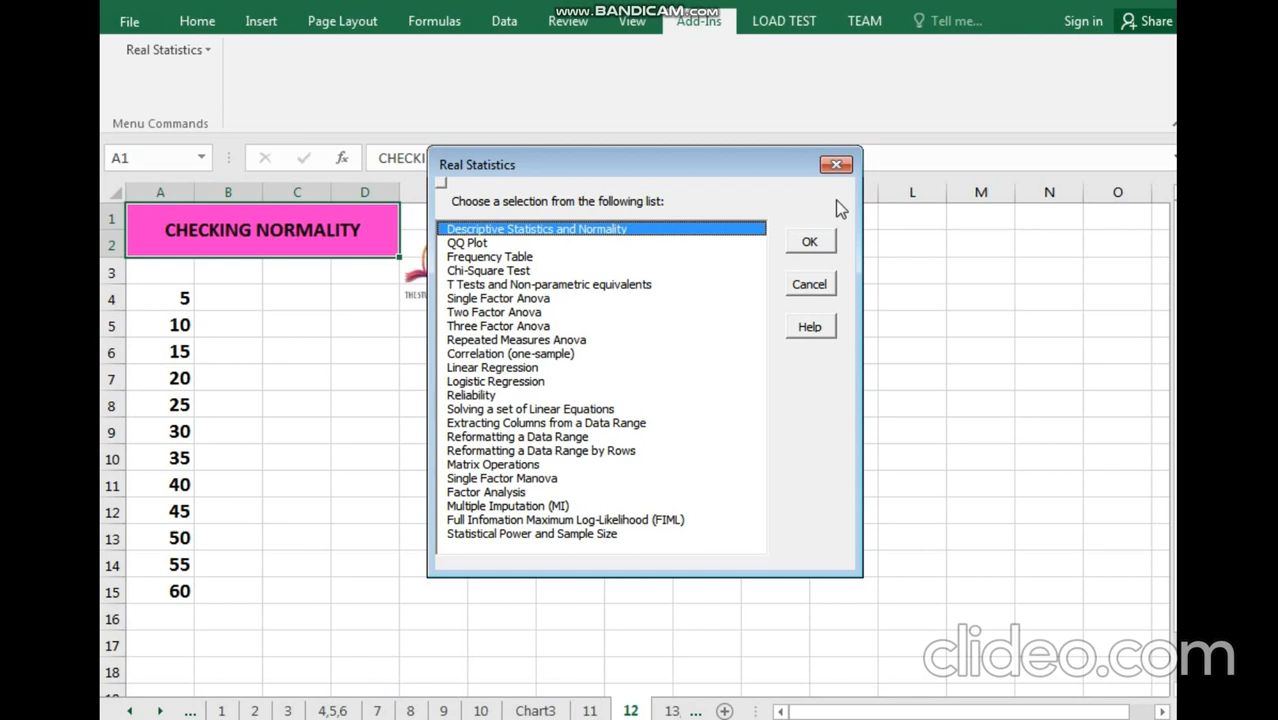 www.BANDICAM.com
File Home Insert Page Layout Formulas Data Review View Add-Ins LOAD TEST TEAM Tell me... Sign in Share
Real Statistics
Menu Commands
A1 fx CHECKI
Real Statistics
Choose a selection from the following list:
Descriptive Statistics and Normality
QQ Plot
Frequency Table
Chi-Square Test
T Tests and Non-parametric equivalents
Single Factor Anova
Two Factor Anova
Three Factor Anova
Repeated Measures Anova
Correlation (one-sample)
Linear Regression
Logistic Regression
Reliability
Solving a set of Linear Equations
Extracting Columns from a Data Range
Reformatting a Data Range
Reformatting a Data Range by Rows
Matrix Operations
Single Factor Manova
Factor Analysis
Multiple Imputation (MI)
Full Infomation Maximum Log-Likelihood (FIML)
Statistical Power and Sample Size
OK
Cancel
Help
A B C D L M N O
1 CHECKING NORMALITY
2
3 THE STU
4 5
5 10
6 15
7 20
8 25
9 30
10 35
11 40
12 45
13 50
14 55
15 60
16
17
18
clideo.com
... 1 2 3 4,5,6 7 8 9 10 Chart3 11 12 13 ...